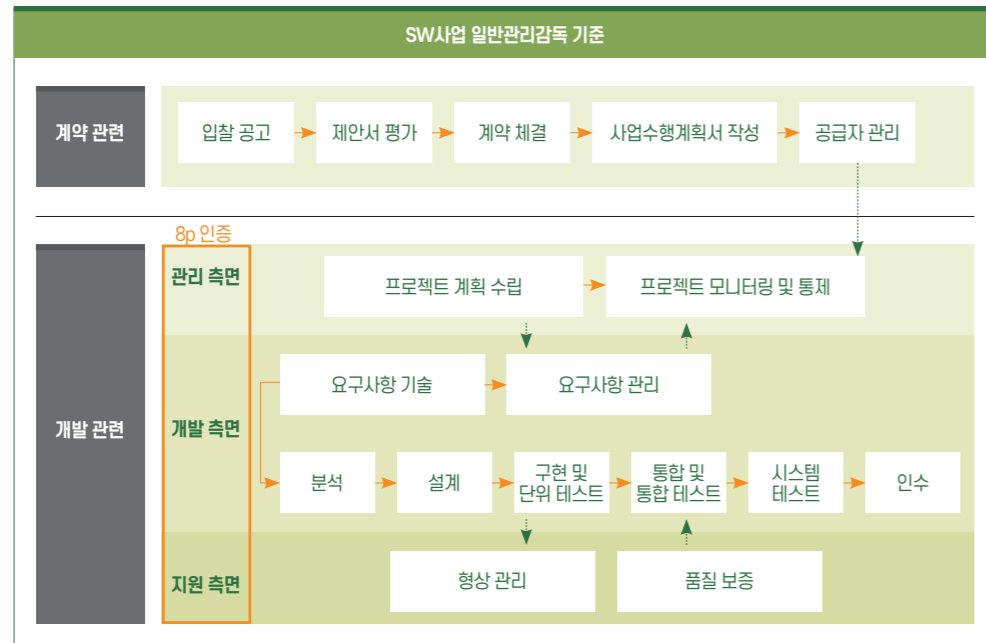 SW사업 일반관리감독 기준
계약 관련
입찰 공고
제안서 평가
계약 체결
사업수행계획서 작성
공급자 관리
8p 인증
개발 관련
관리 측면
프로젝트 계획 수립
프로젝트 모니터링 및 통제
개발 측면
요구사항 기술
요구사항 관리
분석
설계
구현 및
단위 테스트
통합 및
통합 테스트
시스템
테스트
인수
지원 측면
형상 관리
품질 보증